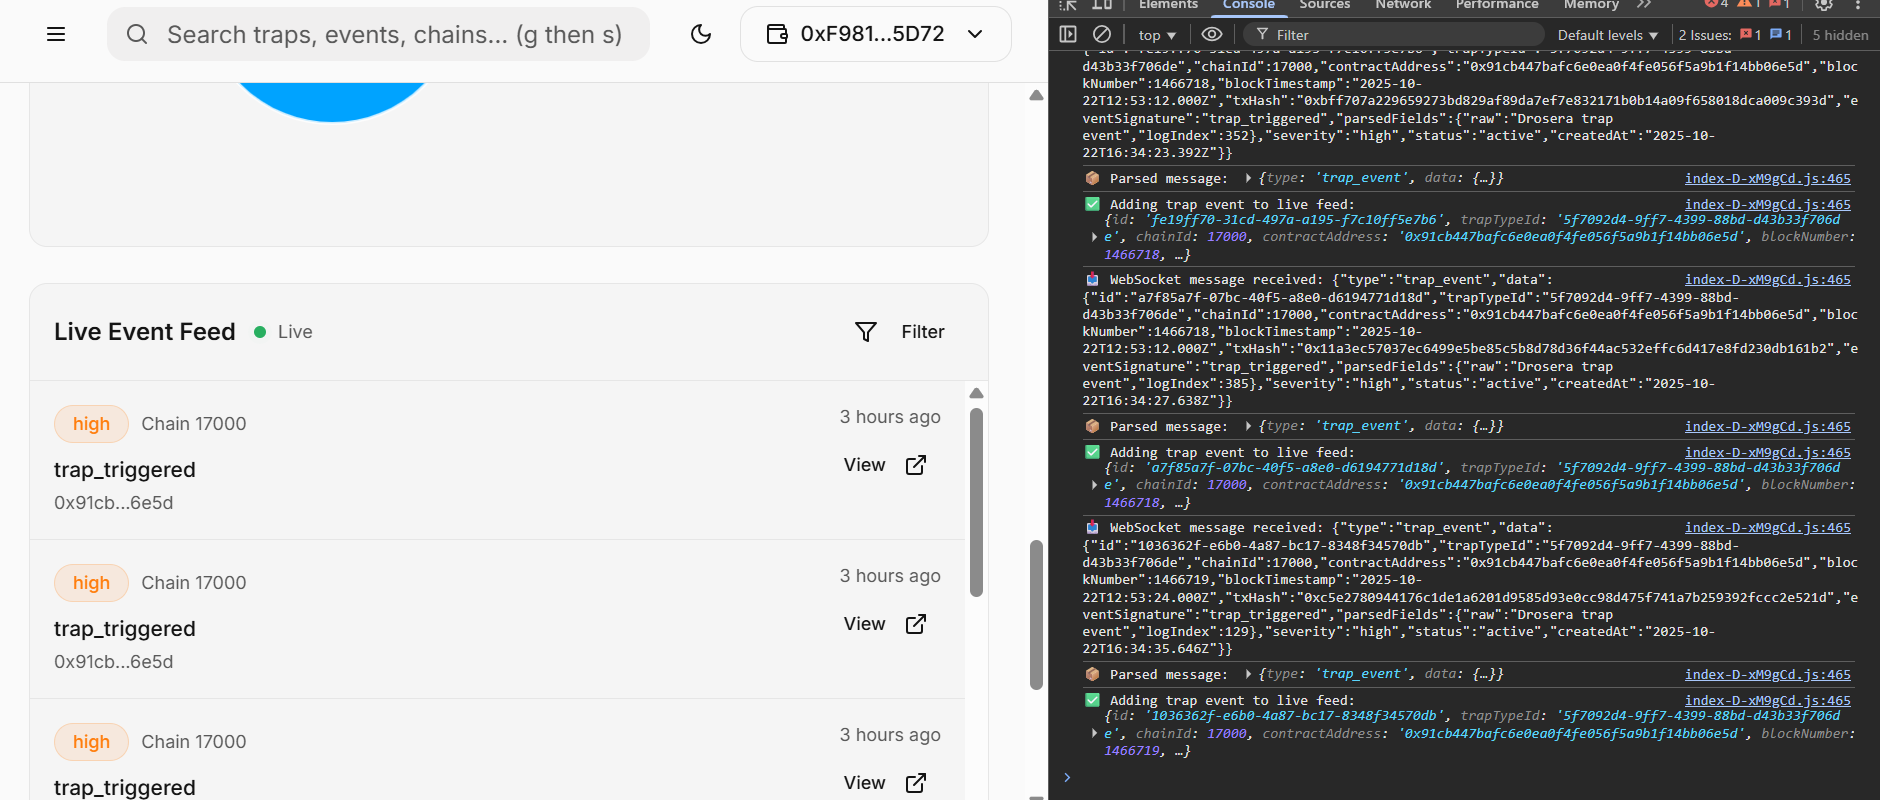 Search traps, events, chains... (g then s)
0xF981...5D72
Live Event Feed
Live
Filter
high
Chain 17000
3 hours ago
trap_triggered
View
0x91cb...6e5d
high
Chain 17000
3 hours ago
trap_triggered
View
0x91cb...6e5d
high
Chain 17000
3 hours ago
trap_triggered
View
Elements
Console
Sources
Network
Performance
Memory
4
1
1
top
Filter
Default levels
2 Issues:
1
1
5 hidden
d43b33f706de","chainId":17000,"contractAddress":"0x91cb447bafc6e0ea0f4fe056f5a9b1f14bb06e5d","bloc
kNumber":1466718,"blockTimestamp":"2025-10-
22T12:53:12.000Z","txHash":"0xbff707a229659273bd829af89da7ef7e832171b0b14a09f658018dca009c393d","e
ventSignature":"trap_triggered","parsedFields":{"raw":"Drosera trap
event","logIndex":352},"severity":"high","status":"active","createdAt":"2025-10-
22T16:34:23.392Z"}}
Parsed message: {type: 'trap_event', data: {…}}
index-D-xM9gCd.js:465
Adding trap event to live feed:
index-D-xM9gCd.js:465
{id: 'fe19ff70-31cd-497a-a195-f7c10ff5e7b6', trapTypeId: '5f7092d4-9ff7-4399-88bd-d43b33f706d
e', chainId: 17000, contractAddress: '0x91cb447bafc6e0ea0f4fe056f5a9b1f14bb06e5d', blockNumber:
1466718, …}
WebSocket message received: {"type":"trap_event","data":
index-D-xM9gCd.js:465
{"id":"a7f85a7f-07bc-40f5-a8e0-d6194771d18d","trapTypeId":"5f7092d4-9ff7-4399-88bd-
d43b33f706de","chainId":17000,"contractAddress":"0x91cb447bafc6e0ea0f4fe056f5a9b1f14bb06e5d","bloc
kNumber":1466718,"blockTimestamp":"2025-10-
22T12:53:12.000Z","txHash":"0x11a3ec57037ec6499e5be85c5b8d78d36f44ac532effc6d417e8fd230db161b2","e
ventSignature":"trap_triggered","parsedFields":{"raw":"Drosera trap
event","logIndex":385},"severity":"high","status":"active","createdAt":"2025-10-
22T16:34:27.638Z"}}
Parsed message: {type: 'trap_event', data: {…}}
index-D-xM9gCd.js:465
Adding trap event to live feed:
index-D-xM9gCd.js:465
{id: 'a7f85a7f-07bc-40f5-a8e0-d6194771d18d', trapTypeId: '5f7092d4-9ff7-4399-88bd-d43b33f706d
e', chainId: 17000, contractAddress: '0x91cb447bafc6e0ea0f4fe056f5a9b1f14bb06e5d', blockNumber:
1466718, …}
WebSocket message received: {"type":"trap_event","data":
index-D-xM9gCd.js:465
{"id":"1036362f-e6b0-4a87-bc17-8348f34570db","trapTypeId":"5f7092d4-9ff7-4399-88bd-
d43b33f706de","chainId":17000,"contractAddress":"0x91cb447bafc6e0ea0f4fe056f5a9b1f14bb06e5d","bloc
kNumber":1466719,"blockTimestamp":"2025-10-
22T12:53:24.000Z","txHash":"0xc5e2780944176c1de1a6201d9585d93e0cc98d475f741a7b259392fccc2e521d","e
ventSignature":"trap_triggered","parsedFields":{"raw":"Drosera trap
event","logIndex":129},"severity":"high","status":"active","createdAt":"2025-10-
22T16:34:35.646Z"}}
Parsed message: {type: 'trap_event', data: {…}}
index-D-xM9gCd.js:465
Adding trap event to live feed:
index-D-xM9gCd.js:465
{id: '1036362f-e6b0-4a87-bc17-8348f34570db', trapTypeId: '5f7092d4-9ff7-4399-88bd-d43b33f706d
e', chainId: 17000, contractAddress: '0x91cb447bafc6e0ea0f4fe056f5a9b1f14bb06e5d', blockNumber:
1466719, …}